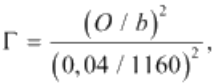 Γ = (O / b)² / (0,04 / 1160)² ,